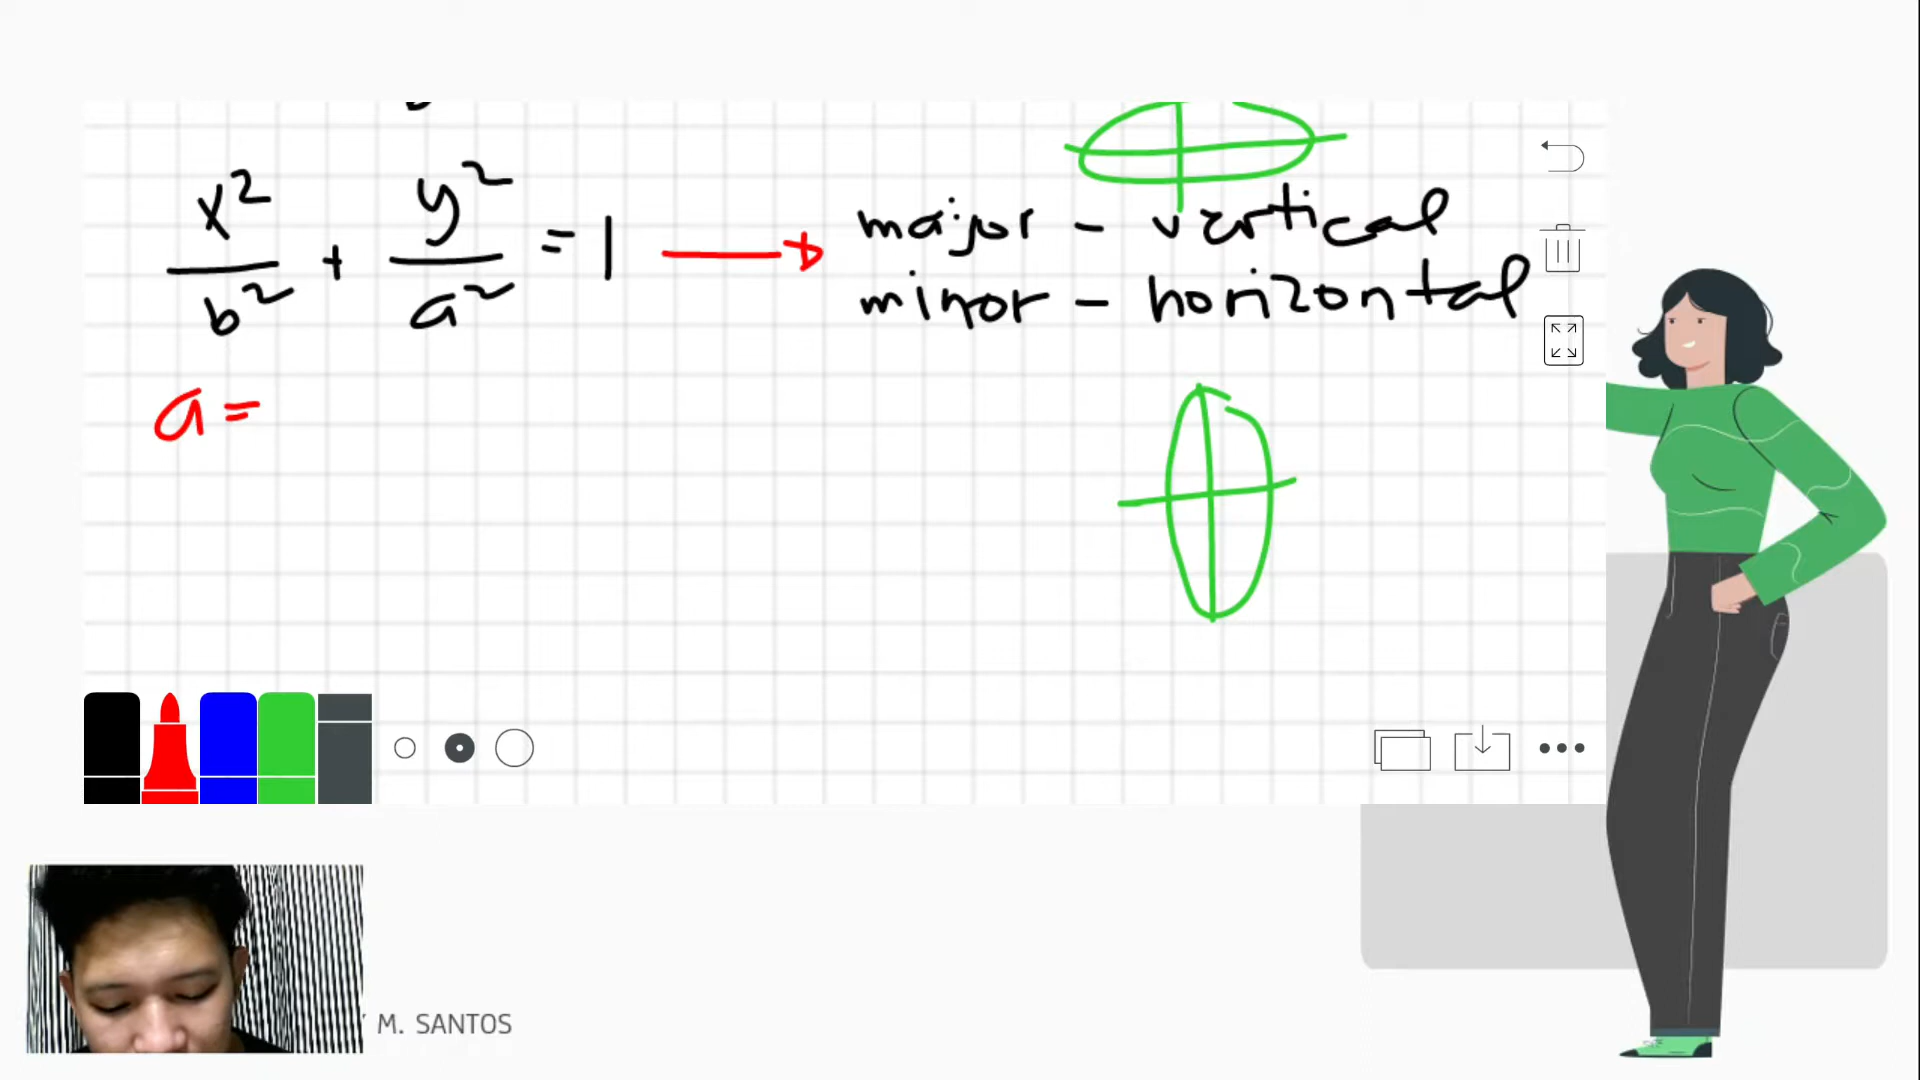 x²/b² + y²/a² = 1
major - vertical
minor - horizontal
a =
M. SANTOS